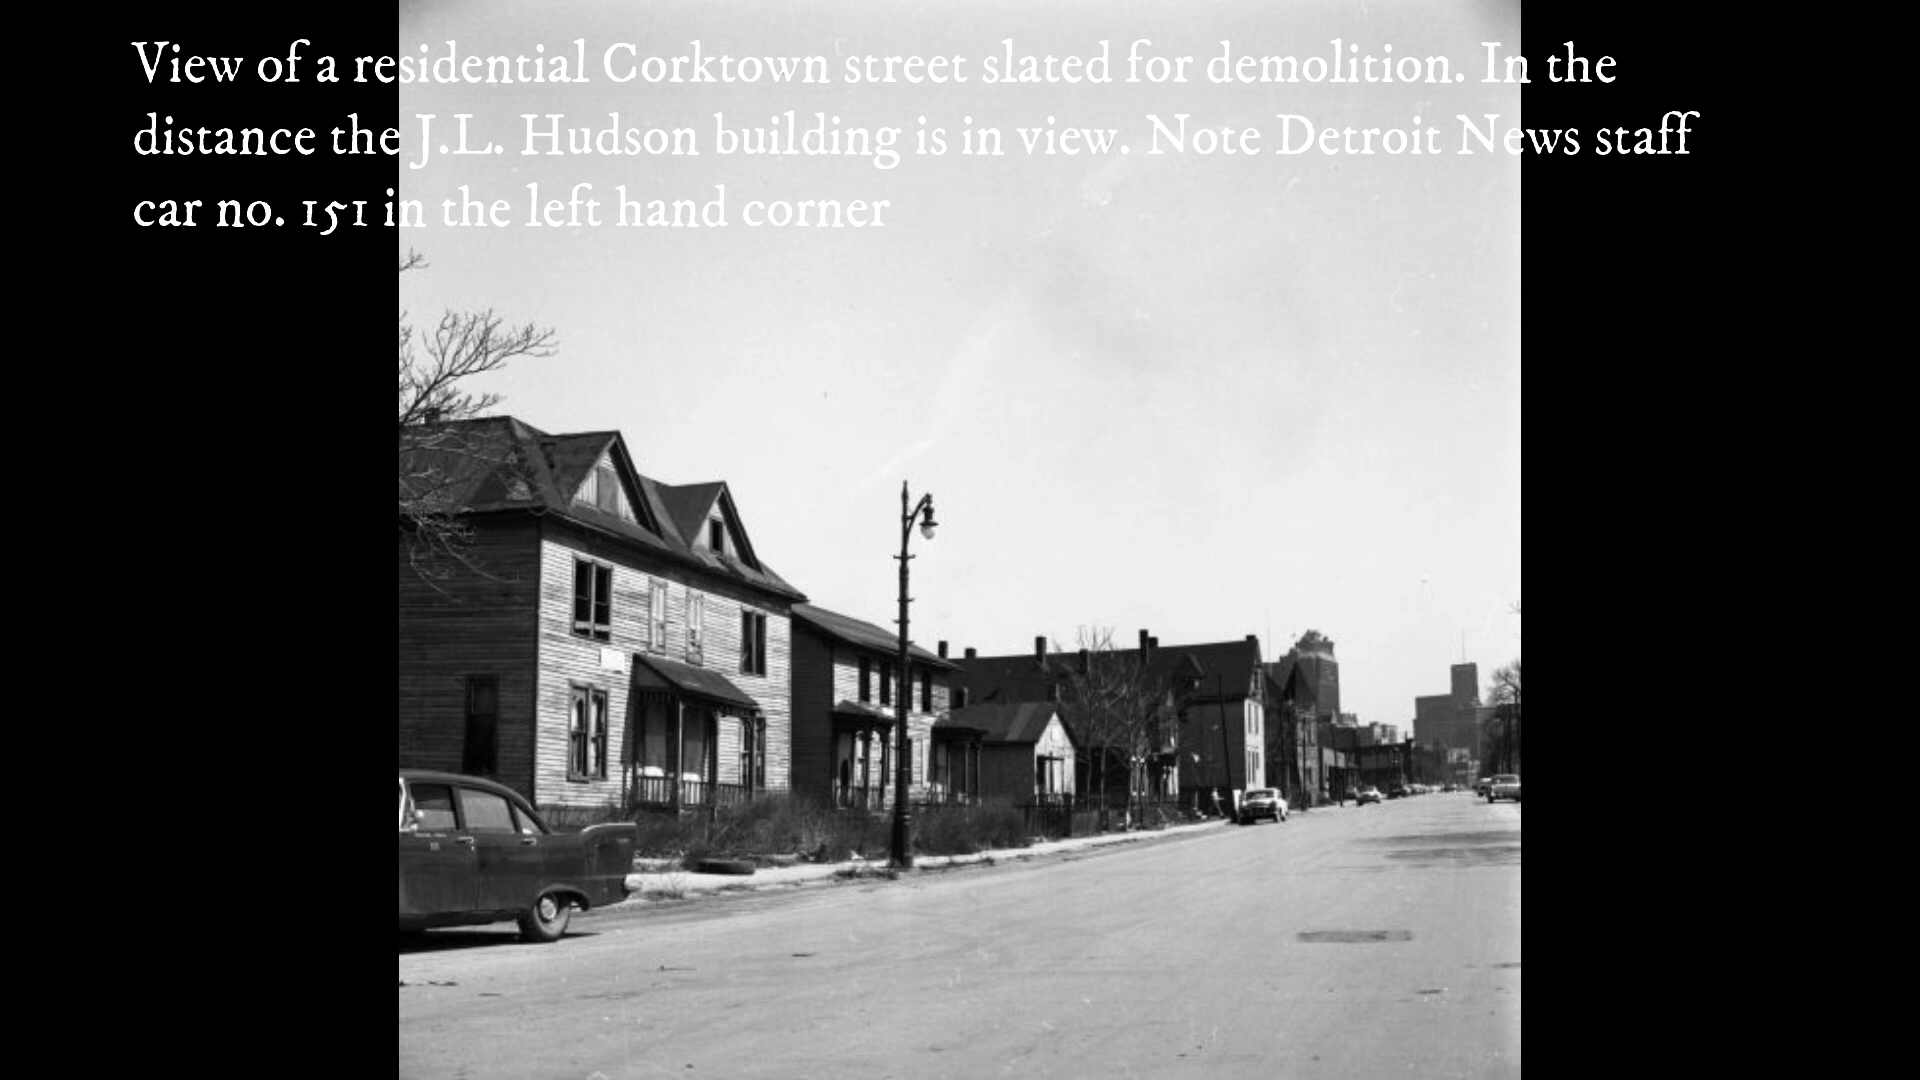 View of a residential Corktown street slated for demolition. In the
distance the J.L. Hudson building is in view. Note Detroit News staff
car no. 151 in the left hand corner